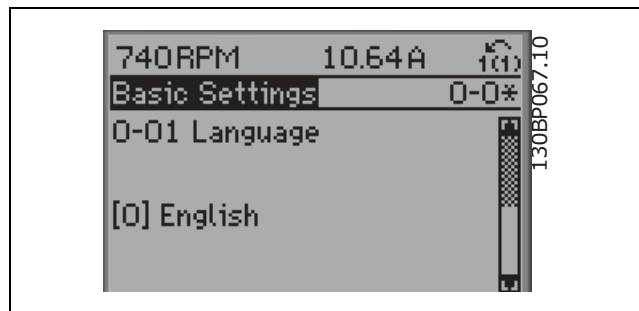 740RPM 10.64A 1(1)
Basic Settings 0-0*
0-01 Language
[0] English
130BP067.10